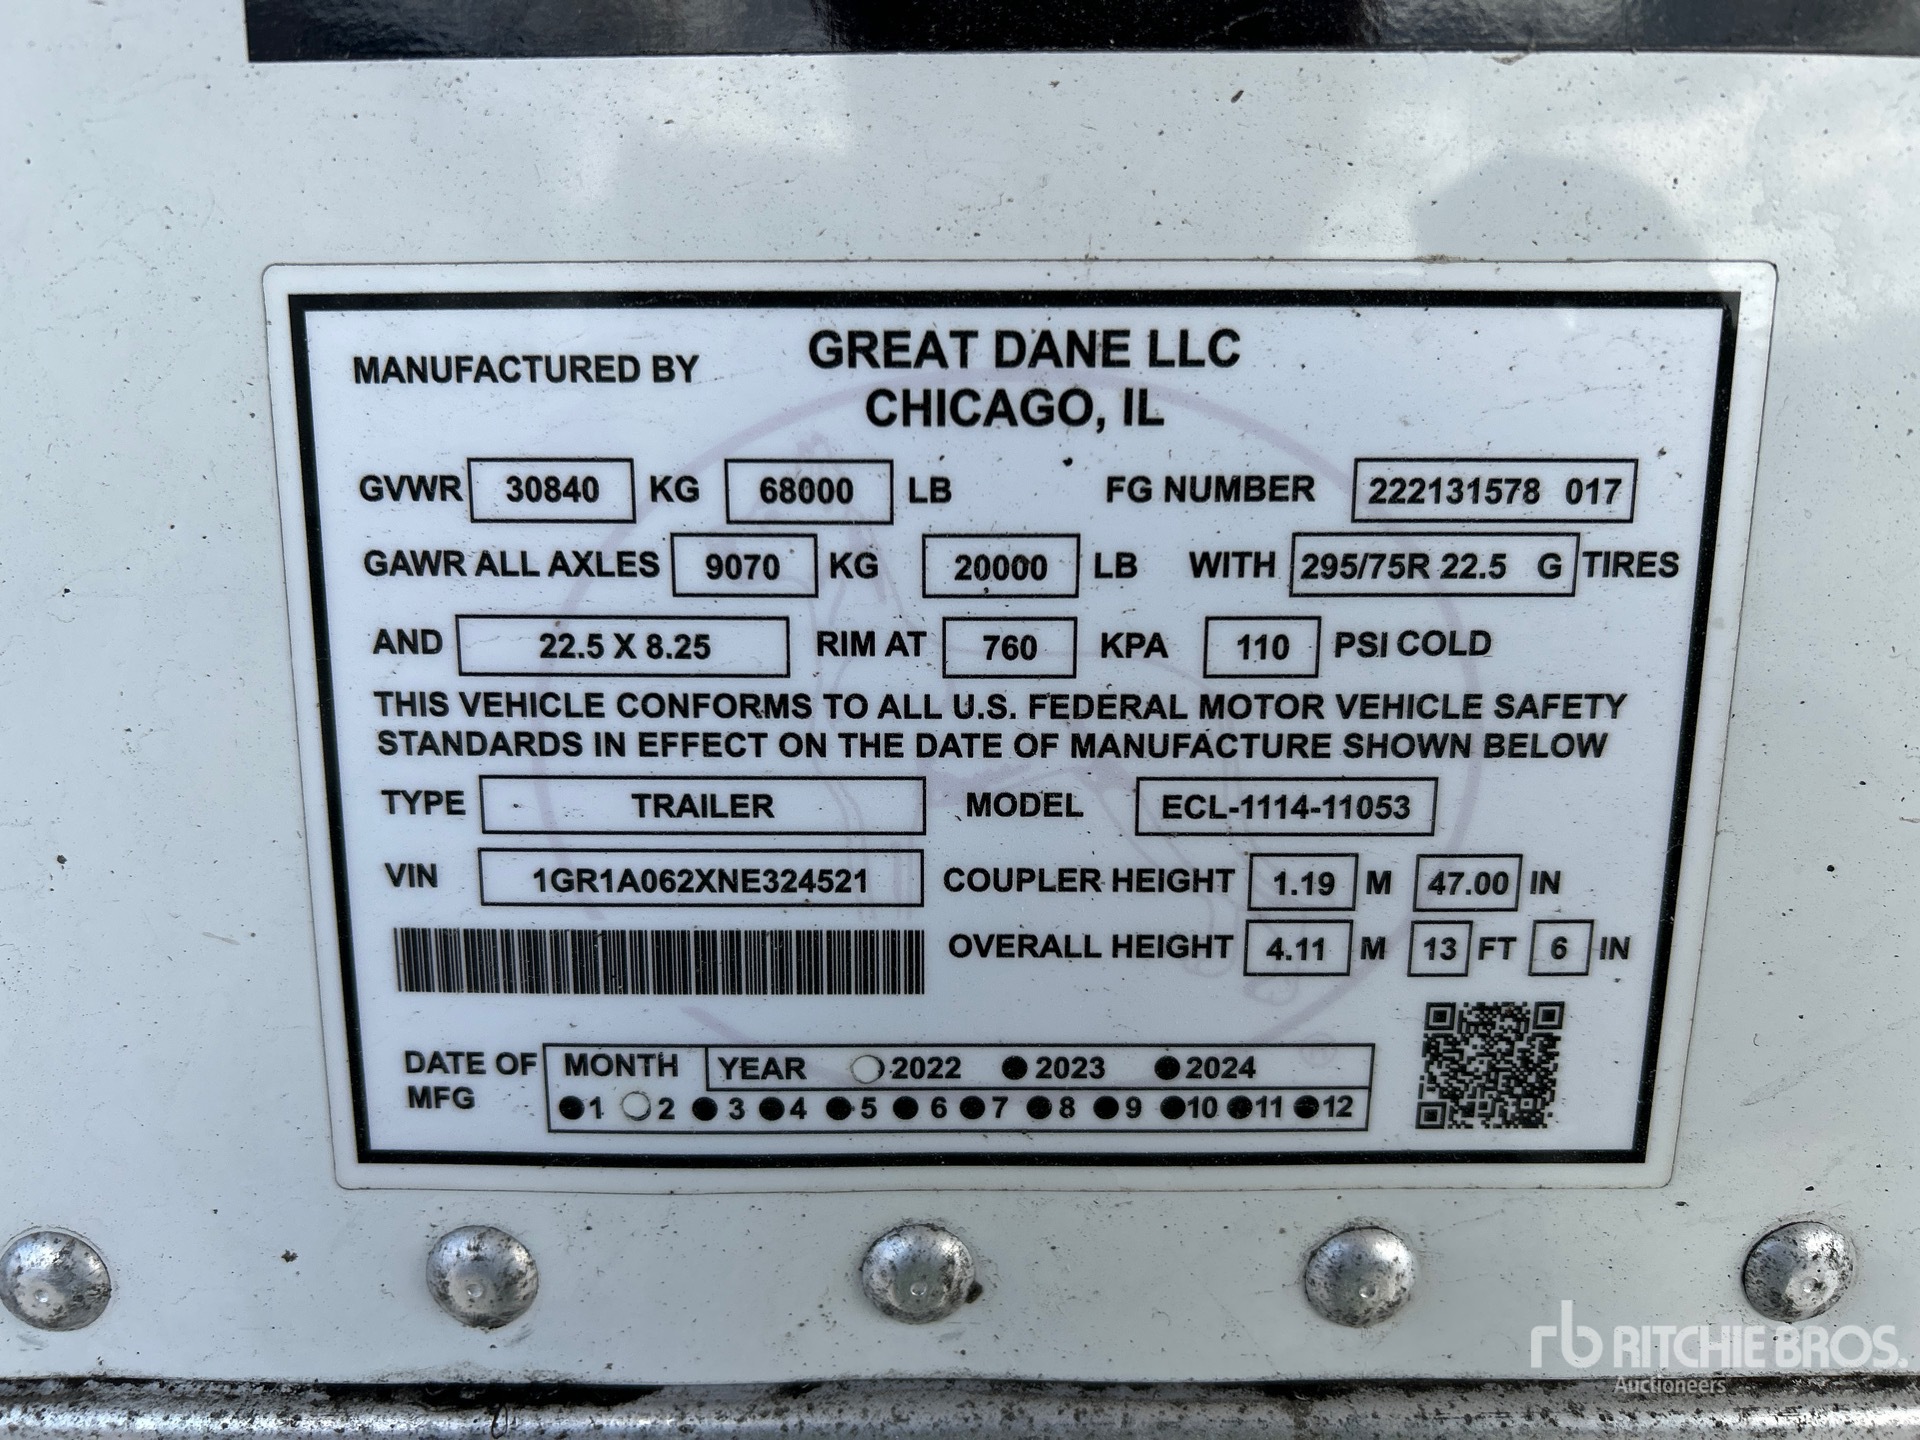 MANUFACTURED BY GREAT DANE LLC
CHICAGO, IL
GVWR 30840 KG 68000 LB FG NUMBER 222131578 017
GAWR ALL AXLES 9070 KG 20000 LB WITH 295/75R 22.5 G TIRES
AND 22.5 X 8.25 RIM AT 760 KPA 110 PSI COLD
THIS VEHICLE CONFORMS TO ALL U.S. FEDERAL MOTOR VEHICLE SAFETY
STANDARDS IN EFFECT ON THE DATE OF MANUFACTURE SHOWN BELOW
TYPE TRAILER MODEL ECL-1114-11053
VIN 1GR1A062XNE324521 COUPLER HEIGHT 1.19 M 47.00 IN
OVERALL HEIGHT 4.11 M 13 FT 6 IN
DATE OF MFG MONTH YEAR 2022 2023 2024
1 2 3 4 5 6 7 8 9 10 11 12
rb RITCHIE BROS.
Auctioneers